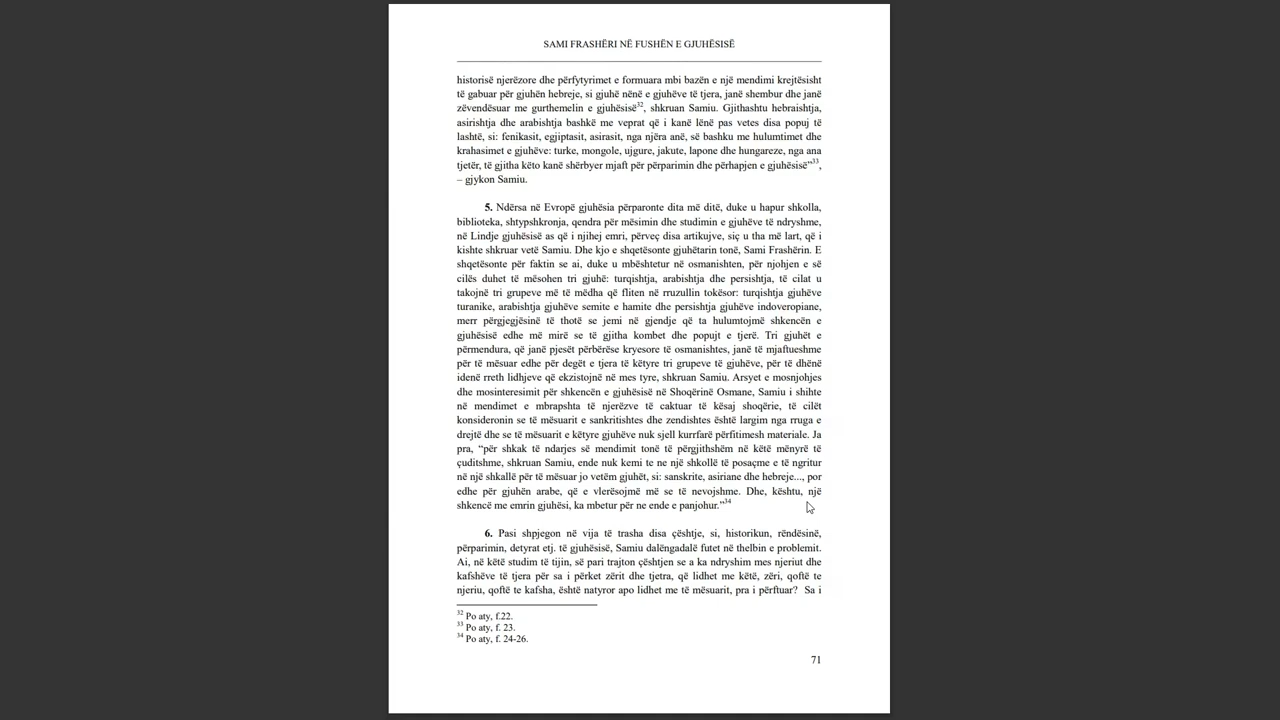 SAMI FRASHËRI NË FUSHËN E GJUHËSISË
historisë njerëzore dhe përfytyrimet e formuara mbi bazën e një mendimi krejtësisht
të gabuar për gjuhën hebreje, si gjuhë nënë e gjuhëve të tjera, janë shembur dhe janë
zëvendësuar me gurthemelin e gjuhësisë32, shkruan Samiu. Gjithashtu hebraishtja,
asirishtja dhe arabishtja bashkë me veprat që i kanë lënë pas vetes disa popuj të
lashtë, si: fenikasit, egjiptasit, asirasit, nga njëra anë, së bashku me hulumtimet dhe
krahasimet e gjuhëve: turke, mongole, ujgure, jakute, lapone dhe hungareze, nga ana
tjetër, të gjitha këto kanë shërbyer mjaft për përparimin dhe përhapjen e gjuhësisë”33,
– gjykon Samiu.
5. Ndërsa në Evropë gjuhësia përparonte dita më ditë, duke u hapur shkolla,
biblioteka, shtypshkronja, qendra për mësimin dhe studimin e gjuhëve të ndryshme,
në Lindje gjuhësisë as që i njihej emri, përveç disa artikujve, siç u tha më lart, që i
kishte shkruar vetë Samiu. Dhe kjo e shqetësonte gjuhëtarin tonë, Sami Frashërin. E
shqetësonte për faktin se ai, duke u mbështetur në osmanishten, për njohjen e së
cilës duhet të mësohen tri gjuhë: turqishtja, arabishtja dhe persishtja, të cilat u
takojnë tri grupeve më të mëdha që fliten në rruzullin tokësor: turqishtja gjuhëve
turanike, arabishtja gjuhëve semite e hamite dhe persishtja gjuhëve indoveropiane,
merr përgjegjësinë të thotë se jemi në gjendje që ta hulumtojmë shkencën e
gjuhësisë edhe më mirë se të gjitha kombet dhe popujt e tjerë. Tri gjuhët e
përmendura, që janë pjesët përbërëse kryesore të osmanishtes, janë të mjaftueshme
për të mësuar edhe për degët e tjera të këtyre tri grupeve të gjuhëve, për të dhënë
idenë rreth lidhjeve që ekzistojnë në mes tyre, shkruan Samiu. Arsyet e mosnjohjes
dhe mosinteresimit për shkencën e gjuhësisë në Shoqërinë Osmane, Samiu i shihte
në mendimet e mbrapshta të njerëzve të caktuar të kësaj shoqërie, të cilët
konsideronin se të mësuarit e sankritishtes dhe zendishtes është largim nga rruga e
drejtë dhe se të mësuarit e këtyre gjuhëve nuk sjell kurrfarë përfitimesh materiale. Ja
pra, “për shkak të ndarjes së mendimit tonë të përgjithshëm në këtë mënyrë të
çuditshme, shkruan Samiu, ende nuk kemi te ne një shkollë të posaçme e të ngritur
në një shkallë për të mësuar jo vetëm gjuhët, si: sanskrite, asiriane dhe hebreje..., por
edhe për gjuhën arabe, që e vlerësojmë më se të nevojshme. Dhe, kështu, një
shkencë me emrin gjuhësi, ka mbetur për ne ende e panjohur.”34
6. Pasi shpjegon në vija të trasha disa çështje, si, historikun, rëndësinë,
përparimin, detyrat etj. të gjuhësisë, Samiu dalëngadalë futet në thelbin e problemit.
Ai, në këtë studim të tijin, së pari trajton çështjen se a ka ndryshim mes njeriut dhe
kafshëve të tjera për sa i përket zërit dhe tjetra, që lidhet me këtë, zëri, qoftë te
njeriu, qoftë te kafsha, është natyror apo lidhet me të mësuarit, pra i përftuar? Sa i
32 Po aty, f.22.
33 Po aty, f. 23.
34 Po aty, f. 24-26.
71